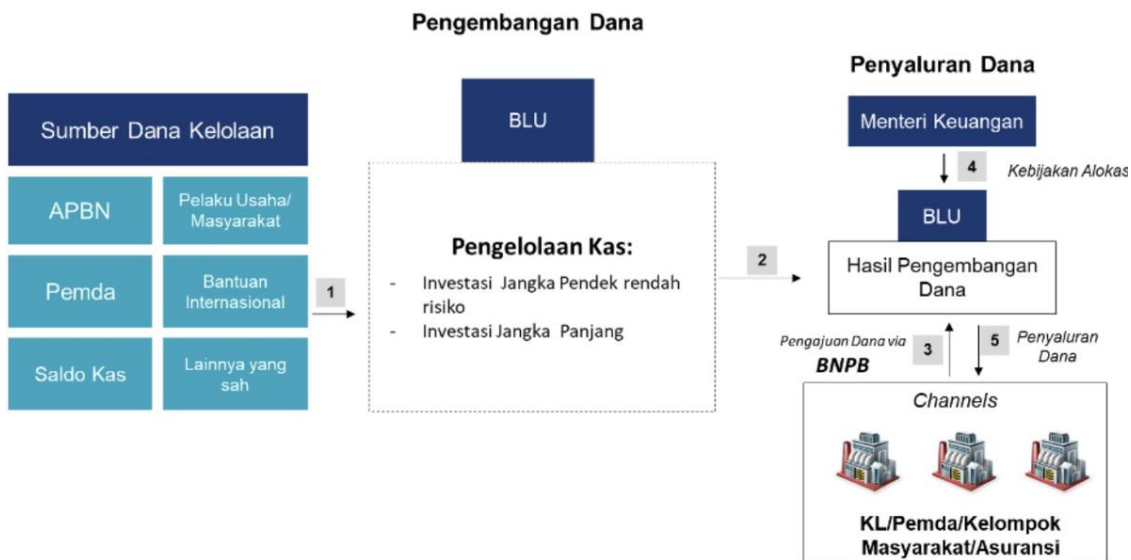 Pengembangan Dana
Sumber Dana Kelolaan
APBN
Pelaku Usaha/
Masyarakat
Pemda
Bantuan
Internasional
Saldo Kas
Lainnya yang
sah
1
BLU
Pengelolaan Kas:
- Investasi Jangka Pendek rendah
risiko
- Investasi Jangka Panjang
2
Penyaluran Dana
Menteri Keuangan
4
Kebijakan Alokas
BLU
Hasil Pengembangan
Dana
Pengajuan Dana via
BNPB
3
5
Penyaluran
Dana
Channels
KL/Pemda/Kelompok
Masyarakat/Asuransi